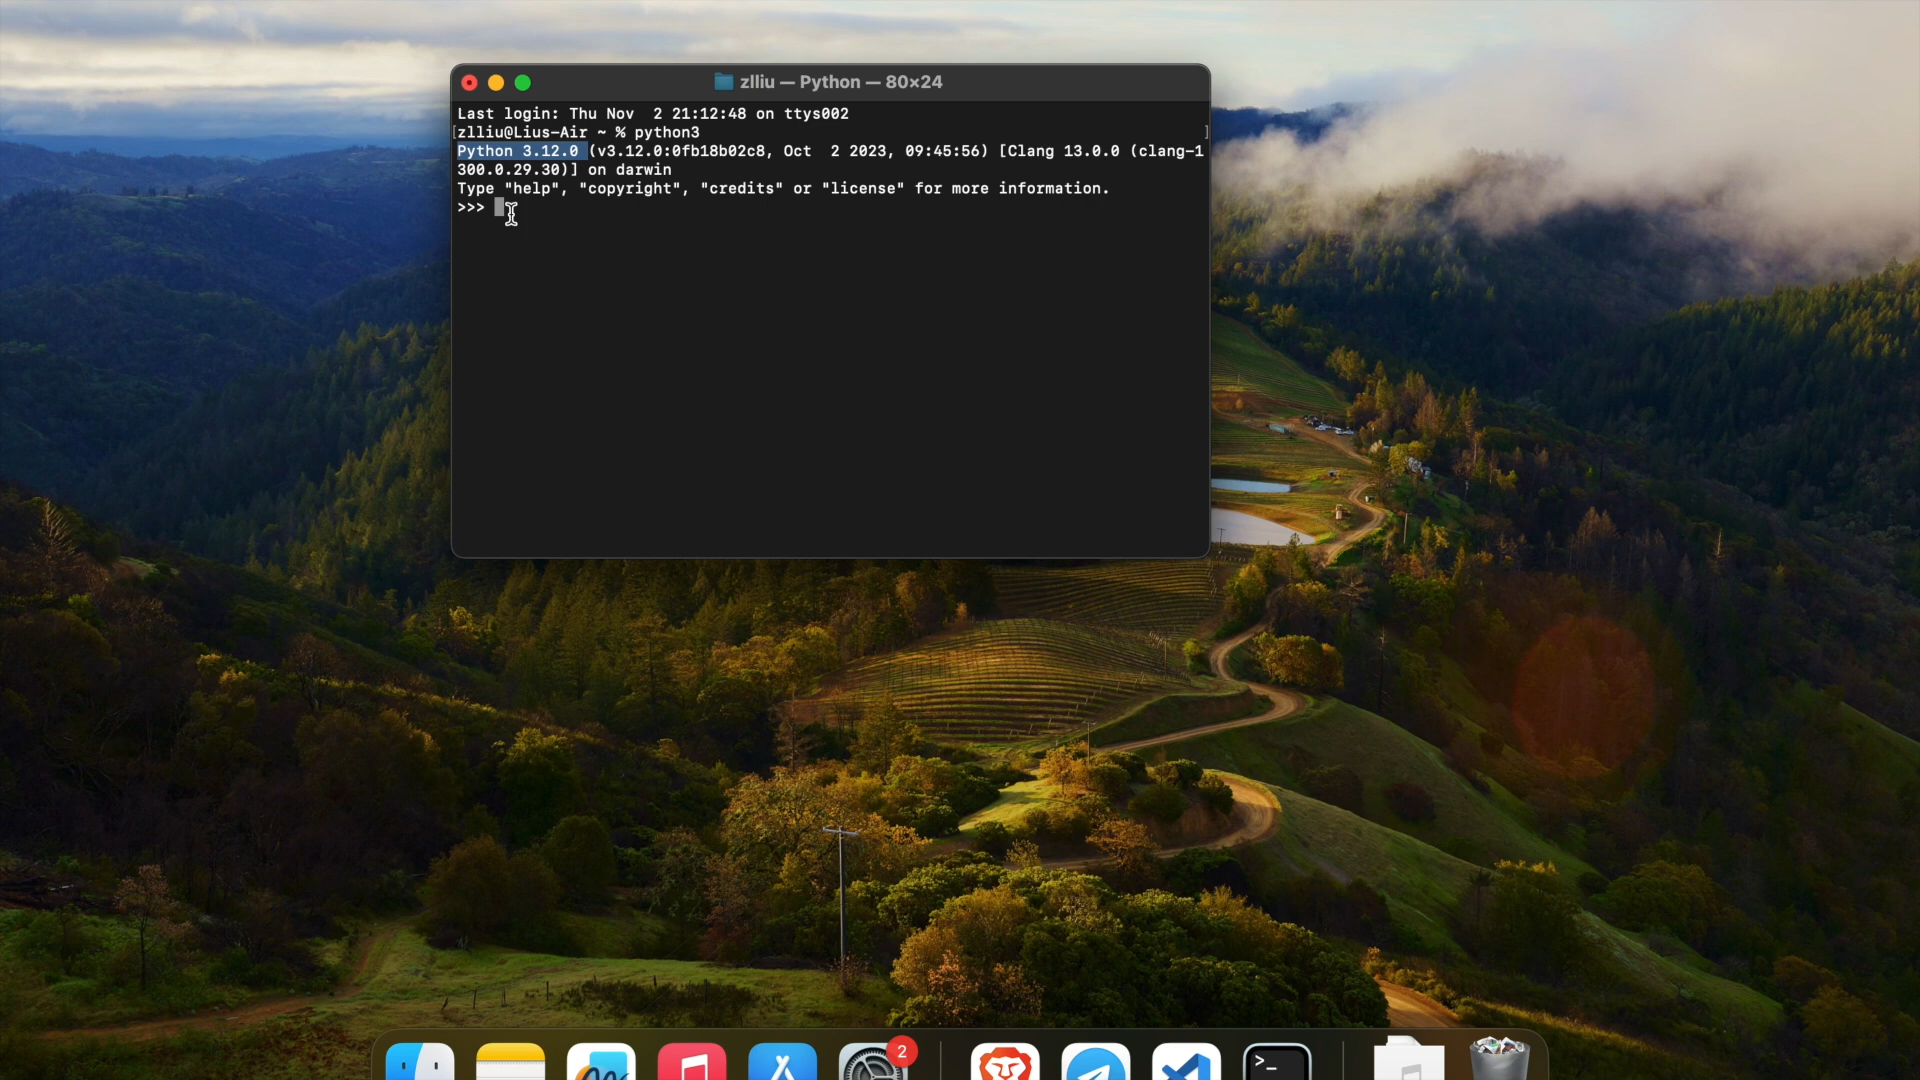 zlliu — Python — 80×24
Last login: Thu Nov  2 21:12:48 on ttys002
[zlliu@Lius-Air ~ % python3 ]
Python 3.12.0 (v3.12.0:0fb18b02c8, Oct  2 2023, 09:45:56) [Clang 13.0.0 (clang-1
300.0.29.30)] on darwin
Type "help", "copyright", "credits" or "license" for more information.
>>>
2
>_